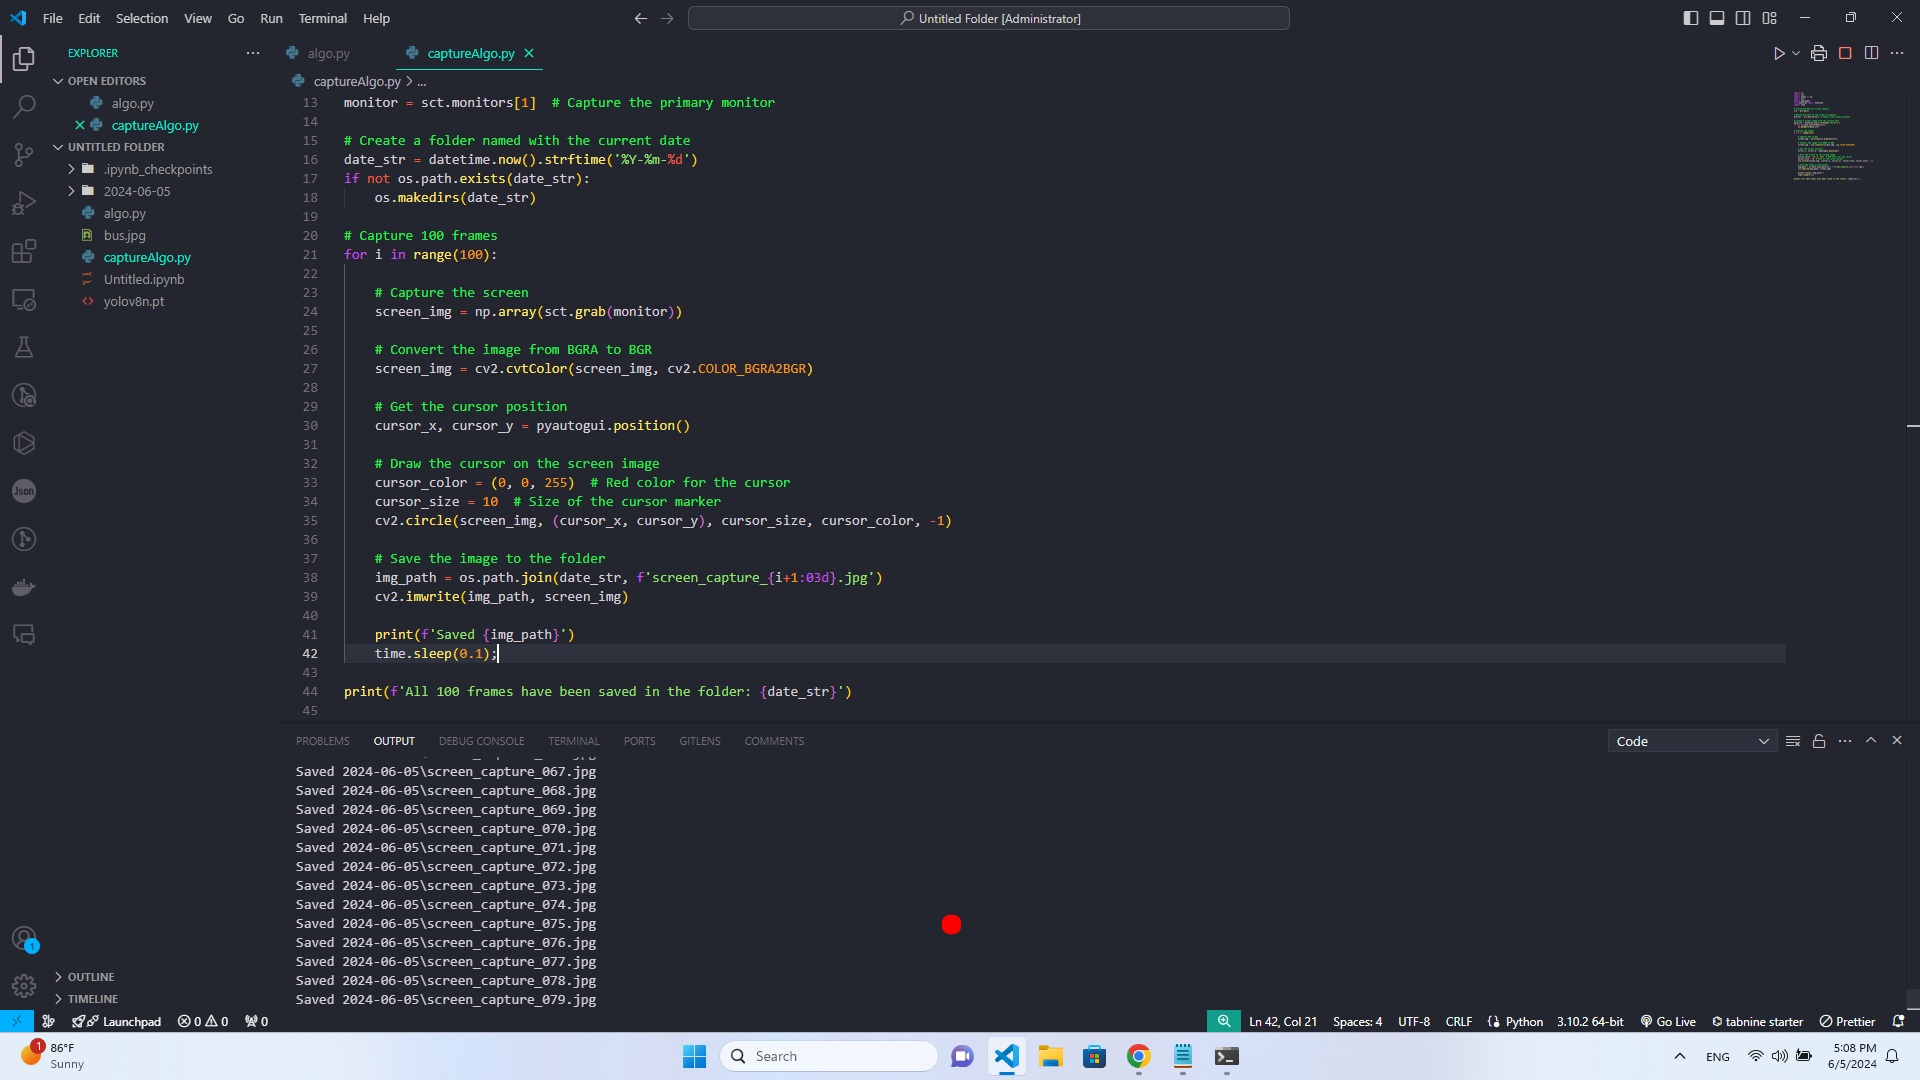 File Edit Selection View Go Run Terminal Help
Untitled Folder [Administrator]
EXPLORER
OPEN EDITORS
algo.py
captureAlgo.py
UNTITLED FOLDER
.ipynb_checkpoints
2024-06-05
algo.py
bus.jpg
captureAlgo.py
Untitled.ipynb
yolov8n.pt
OUTLINE
TIMELINE
Json
1
algo.py captureAlgo.py
captureAlgo.py > ...
13 monitor = sct.monitors[1]  # Capture the primary monitor
14
15 # Create a folder named with the current date
16 date_str = datetime.now().strftime('%Y-%m-%d')
17 if not os.path.exists(date_str):
18     os.makedirs(date_str)
19
20 # Capture 100 frames
21 for i in range(100):
22
23     # Capture the screen
24     screen_img = np.array(sct.grab(monitor))
25
26     # Convert the image from BGRA to BGR
27     screen_img = cv2.cvtColor(screen_img, cv2.COLOR_BGRA2BGR)
28
29     # Get the cursor position
30     cursor_x, cursor_y = pyautogui.position()
31
32     # Draw the cursor on the screen image
33     cursor_color = (0, 0, 255)  # Red color for the cursor
34     cursor_size = 10  # Size of the cursor marker
35     cv2.circle(screen_img, (cursor_x, cursor_y), cursor_size, cursor_color, -1)
36
37     # Save the image to the folder
38     img_path = os.path.join(date_str, f'screen_capture_{i+1:03d}.jpg')
39     cv2.imwrite(img_path, screen_img)
40
41     print(f'Saved {img_path}')
42     time.sleep(0.1);
43
44 print(f'All 100 frames have been saved in the folder: {date_str}')
45
PROBLEMS OUTPUT DEBUG CONSOLE TERMINAL PORTS GITLENS COMMENTS
Code
Saved 2024-06-05\screen_capture_067.jpg
Saved 2024-06-05\screen_capture_068.jpg
Saved 2024-06-05\screen_capture_069.jpg
Saved 2024-06-05\screen_capture_070.jpg
Saved 2024-06-05\screen_capture_071.jpg
Saved 2024-06-05\screen_capture_072.jpg
Saved 2024-06-05\screen_capture_073.jpg
Saved 2024-06-05\screen_capture_074.jpg
Saved 2024-06-05\screen_capture_075.jpg
Saved 2024-06-05\screen_capture_076.jpg
Saved 2024-06-05\screen_capture_077.jpg
Saved 2024-06-05\screen_capture_078.jpg
Saved 2024-06-05\screen_capture_079.jpg
Launchpad 0 0 0 Ln 42, Col 21 Spaces: 4 UTF-8 CRLF Python 3.10.2 64-bit Go Live tabnine starter Prettier
1
86°F
Sunny
Search
ENG
5:08 PM
6/5/2024